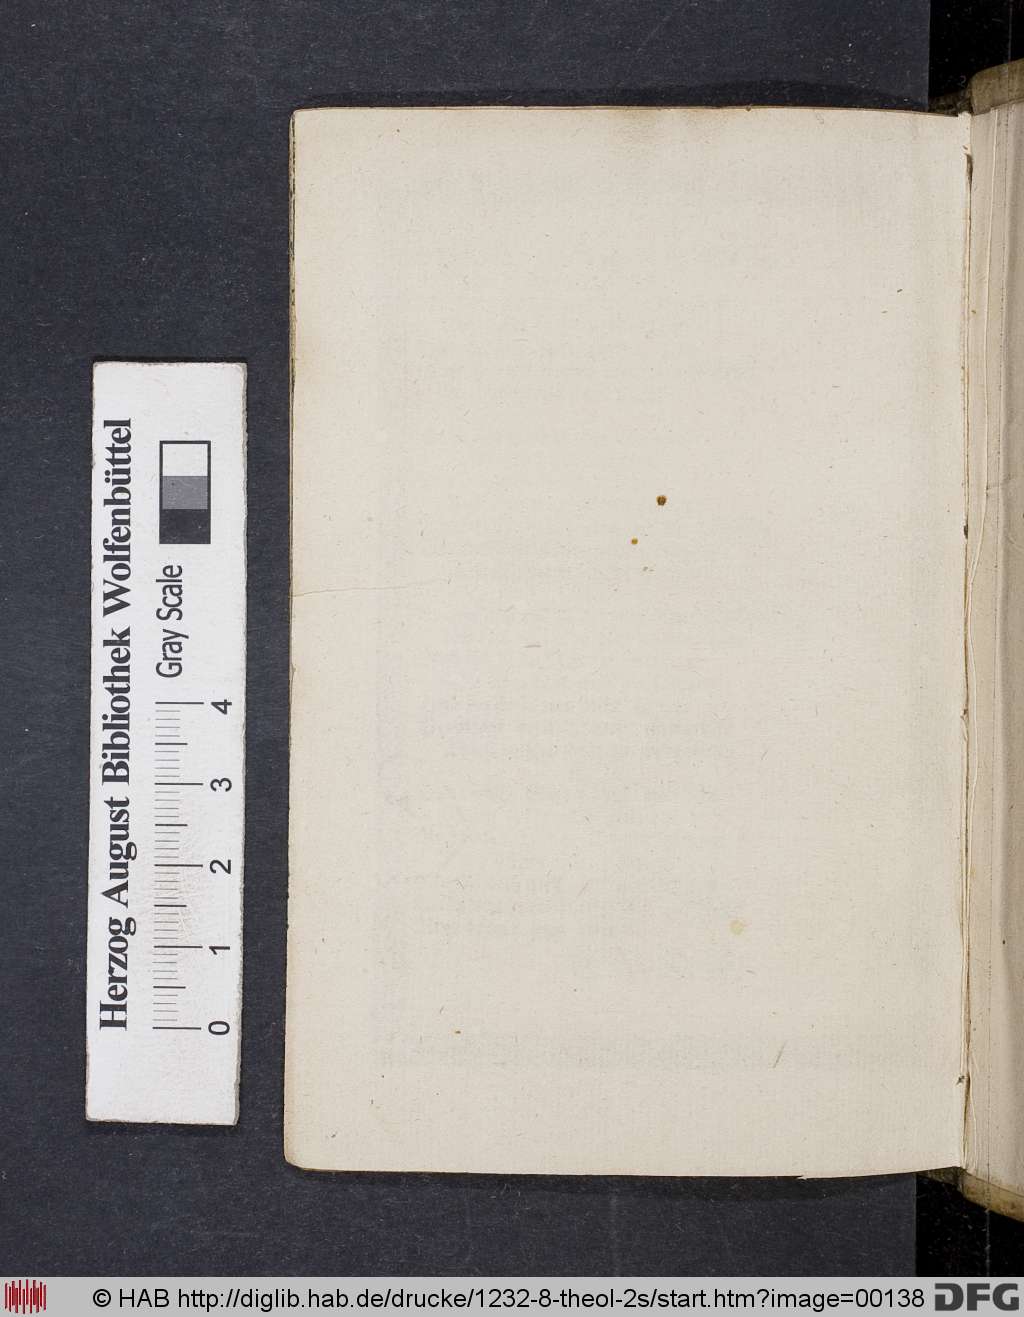 Herzog August Bibliothek Wolfenbüttel
Gray Scale
0 1 2 3 4
© HAB http://diglib.hab.de/drucke/1232-8-theol-2s/start.htm?image=00138
DFG